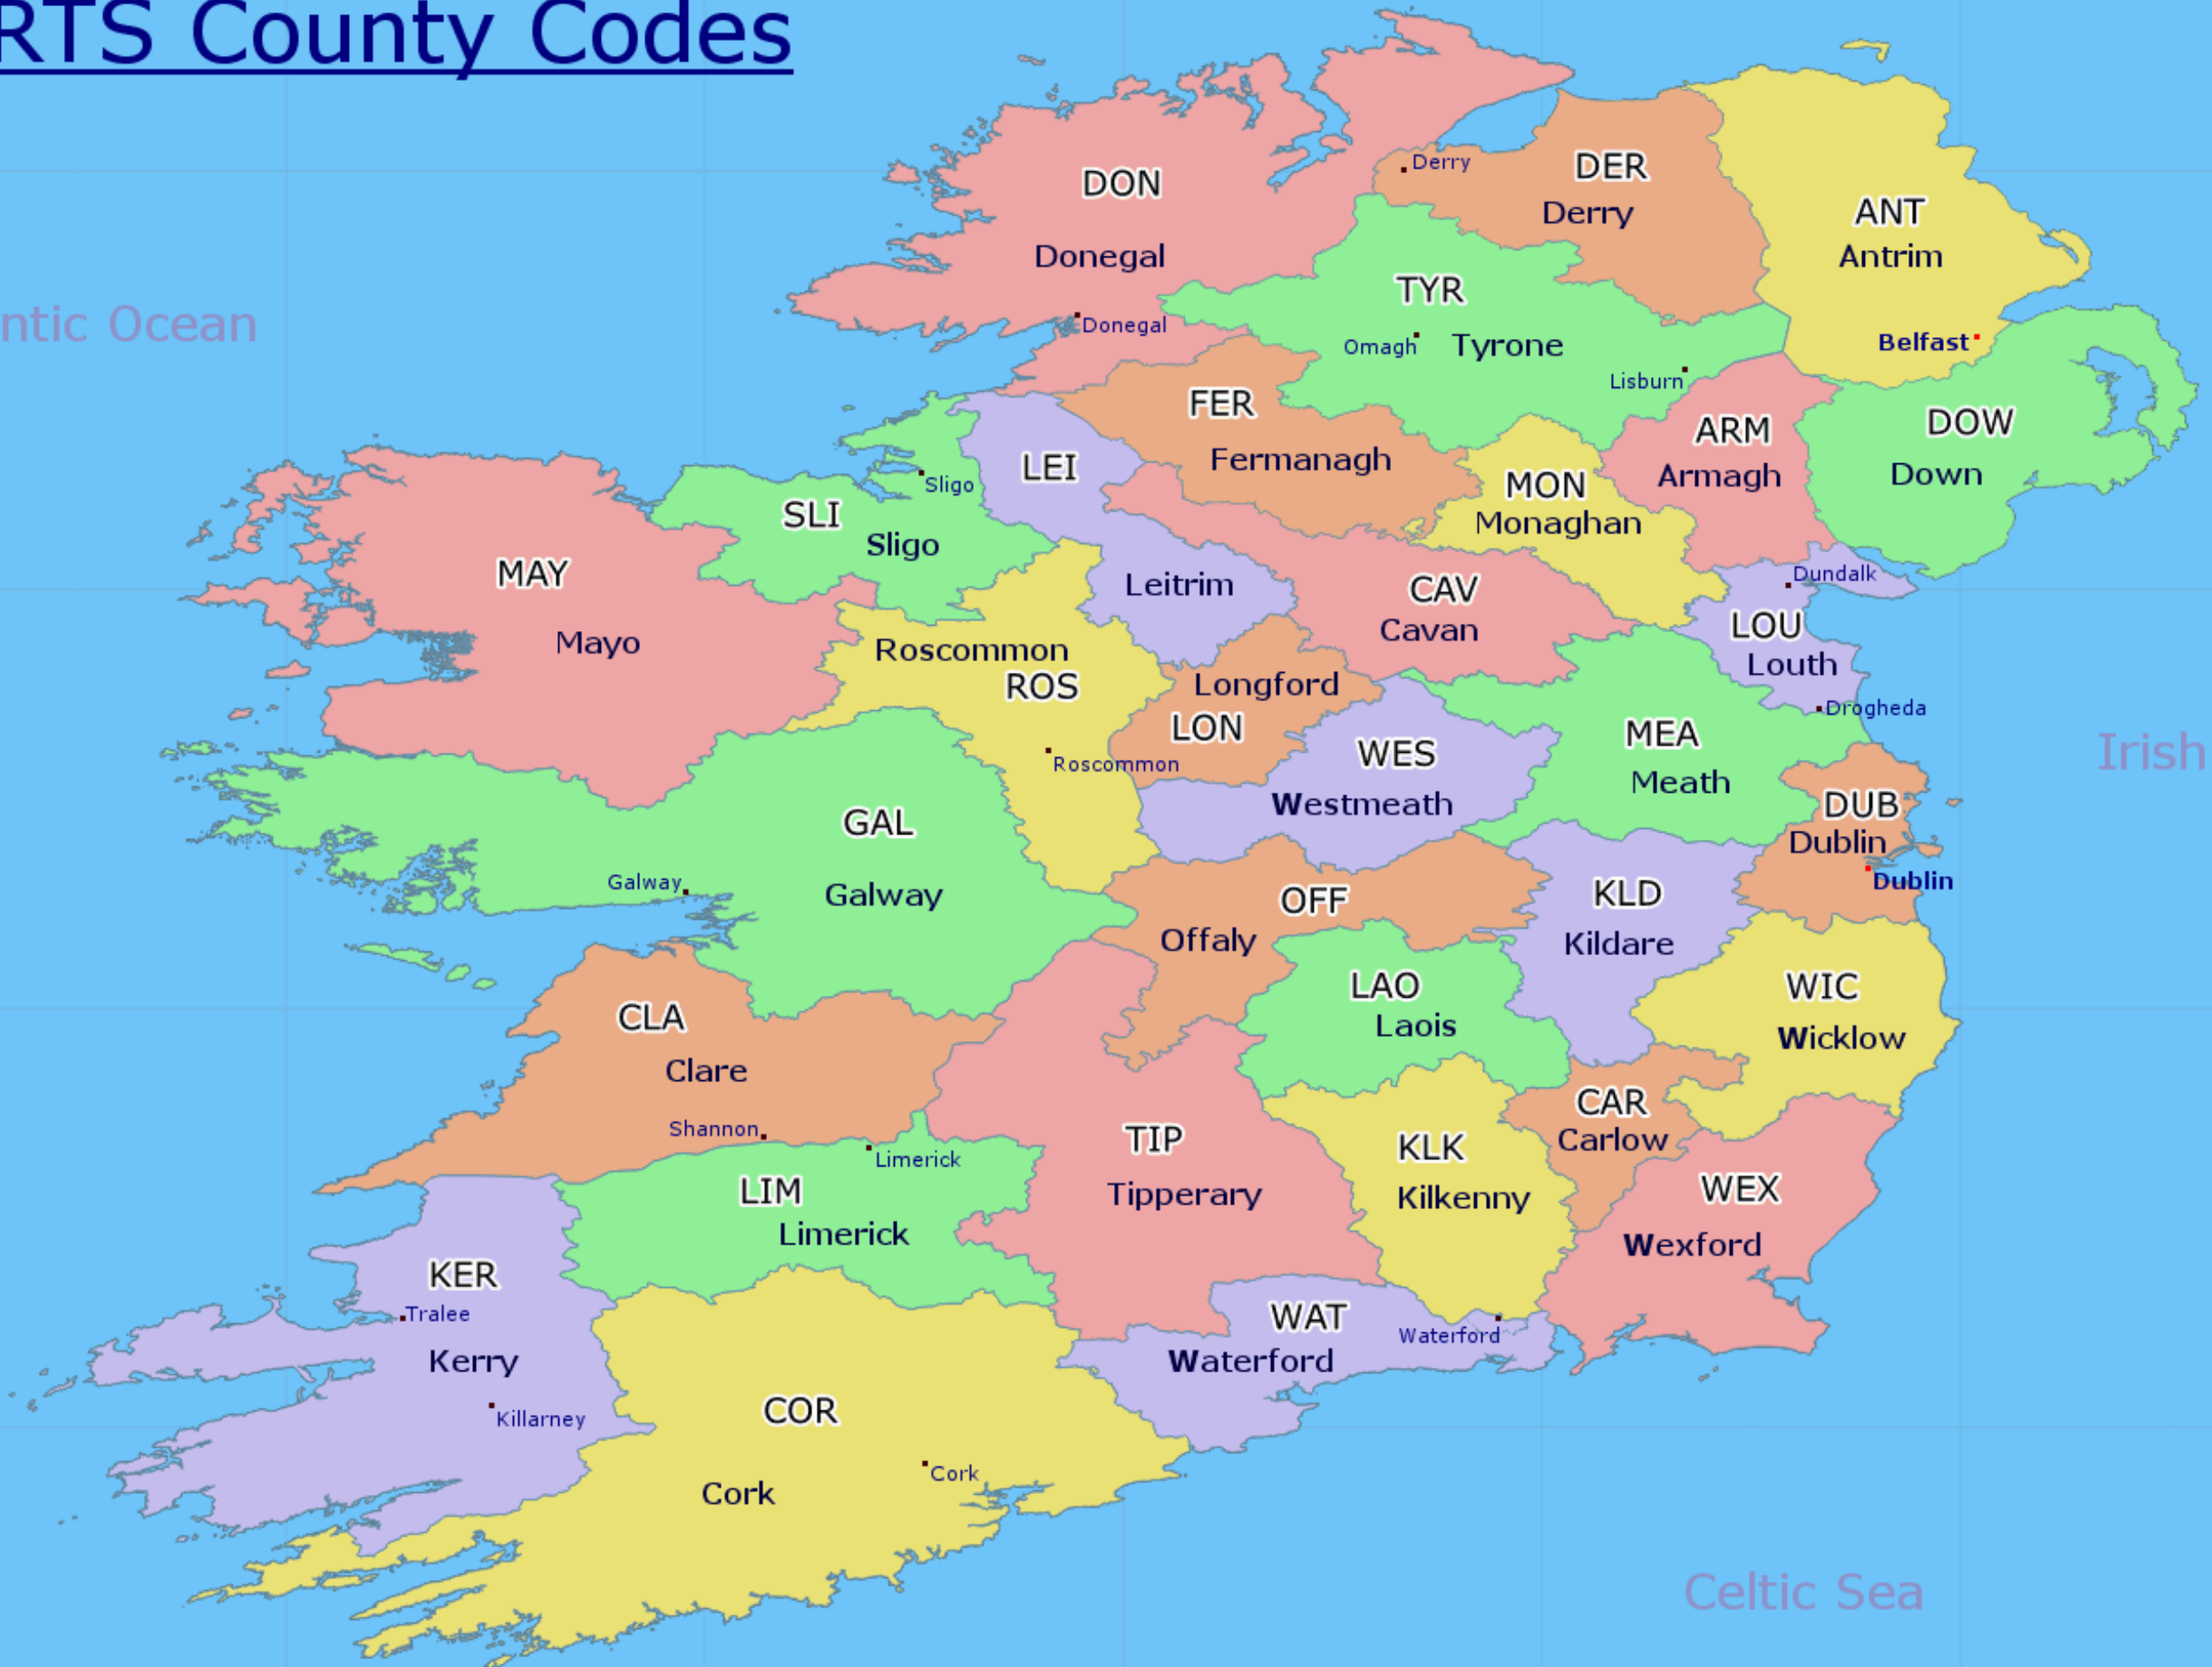 RTS County Codes
DON
Donegal
Donegal
Derry
DER
Derry
ANT
Antrim
Belfast
TYR
Omagh
Tyrone
Lisburn
ntic Ocean
FER
Fermanagh
ARM
Armagh
DOW
Down
MON
Monaghan
LEI
Leitrim
SLI
Sligo
Sligo
MAY
Mayo
CAV
Cavan
Dundalk
LOU
Louth
Drogheda
Roscommon
ROS
Roscommon
Longford
LON
WES
Westmeath
MEA
Meath
Irish
DUB
Dublin
Dublin
GAL
Galway
Galway
OFF
Offaly
KLD
Kildare
LAO
Laois
WIC
Wicklow
CLA
Clare
Shannon
Limerick
LIM
Limerick
TIP
Tipperary
KLK
Kilkenny
CAR
Carlow
WEX
Wexford
KER
Tralee
Kerry
Killarney
WAT
Waterford
Waterford
COR
Cork
Cork
Celtic Sea